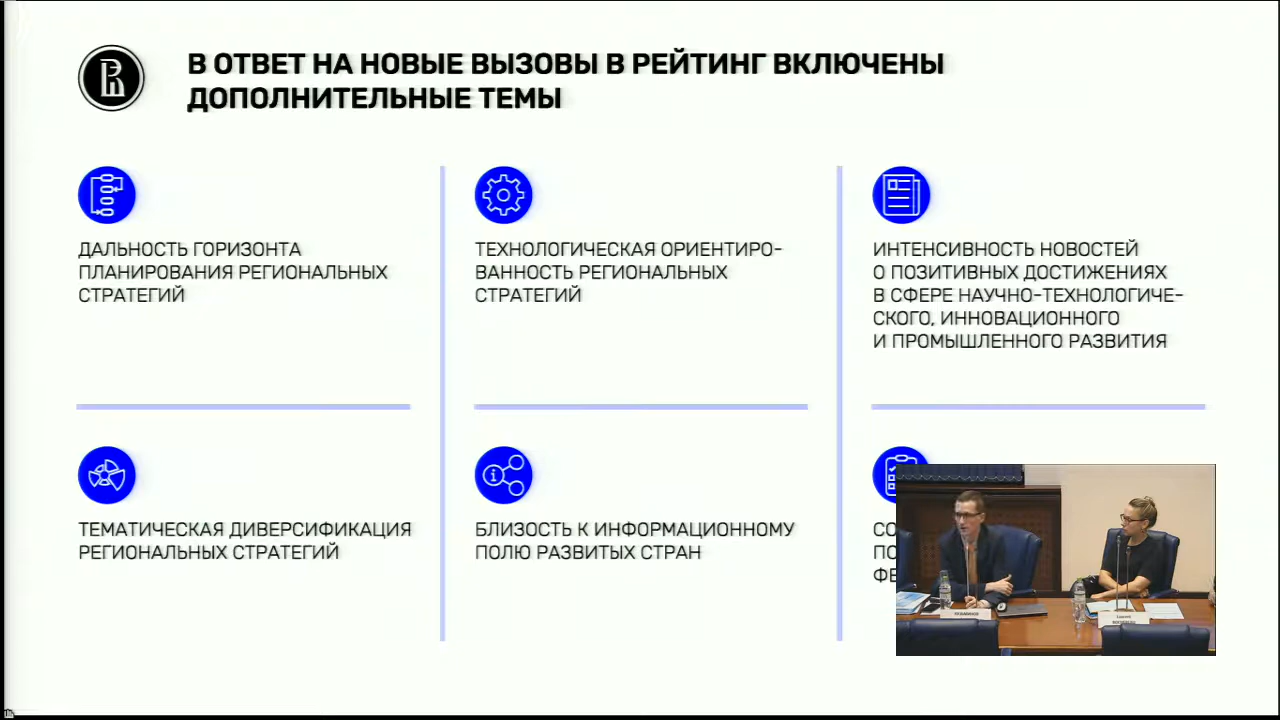 В ОТВЕТ НА НОВЫЕ ВЫЗОВЫ В РЕЙТИНГ ВКЛЮЧЕНЫ
ДОПОЛНИТЕЛЬНЫЕ ТЕМЫ
ДАЛЬНОСТЬ ГОРИЗОНТА
ПЛАНИРОВАНИЯ РЕГИОНАЛЬНЫХ
СТРАТЕГИЙ
ТЕХНОЛОГИЧЕСКАЯ ОРИЕНТИРО-
ВАННОСТЬ РЕГИОНАЛЬНЫХ
СТРАТЕГИЙ
ИНТЕНСИВНОСТЬ НОВОСТЕЙ
О ПОЗИТИВНЫХ ДОСТИЖЕНИЯХ
В СФЕРЕ НАУЧНО-ТЕХНОЛОГИЧЕ-
СКОГО, ИННОВАЦИОННОГО
И ПРОМЫШЛЕННОГО РАЗВИТИЯ
ТЕМАТИЧЕСКАЯ ДИВЕРСИФИКАЦИЯ
РЕГИОНАЛЬНЫХ СТРАТЕГИЙ
БЛИЗОСТЬ К ИНФОРМАЦИОННОМУ
ПОЛЮ РАЗВИТЫХ СТРАН